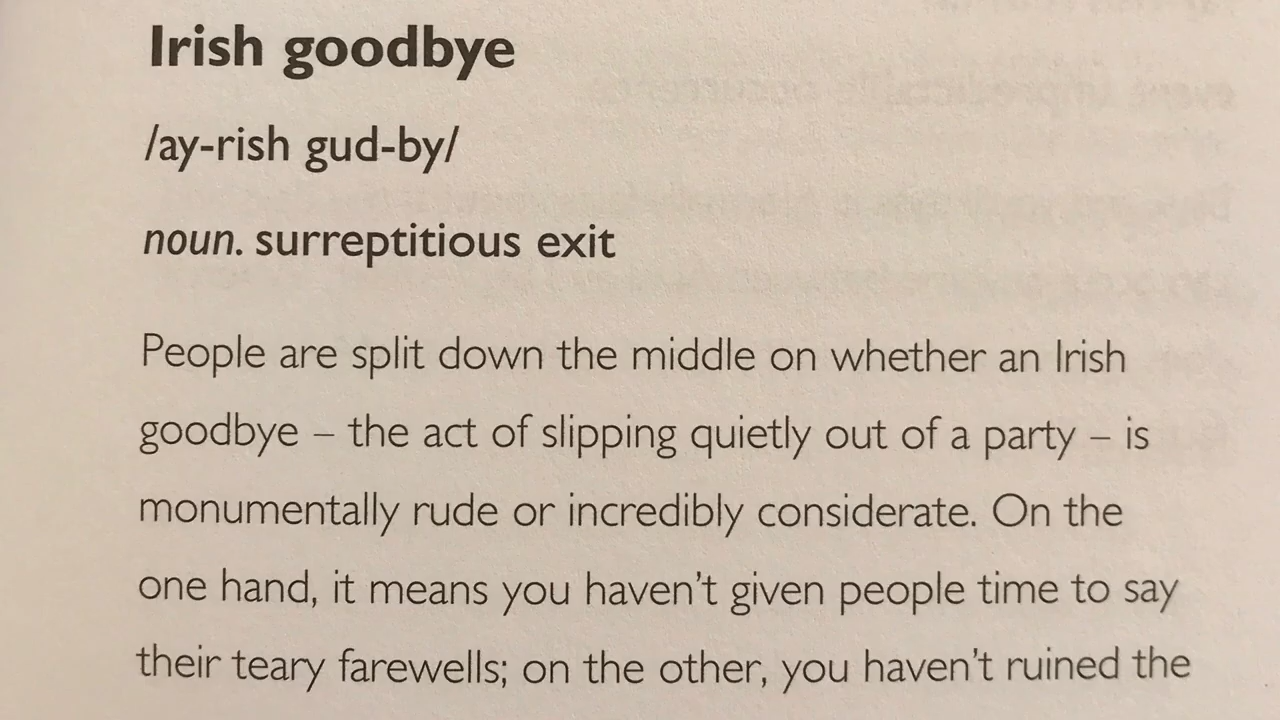 Irish goodbye
/ay-rish gud-by/
noun. surreptitious exit
People are split down the middle on whether an Irish
goodbye – the act of slipping quietly out of a party – is
monumentally rude or incredibly considerate. On the
one hand, it means you haven't given people time to say
their teary farewells; on the other, you haven't ruined the